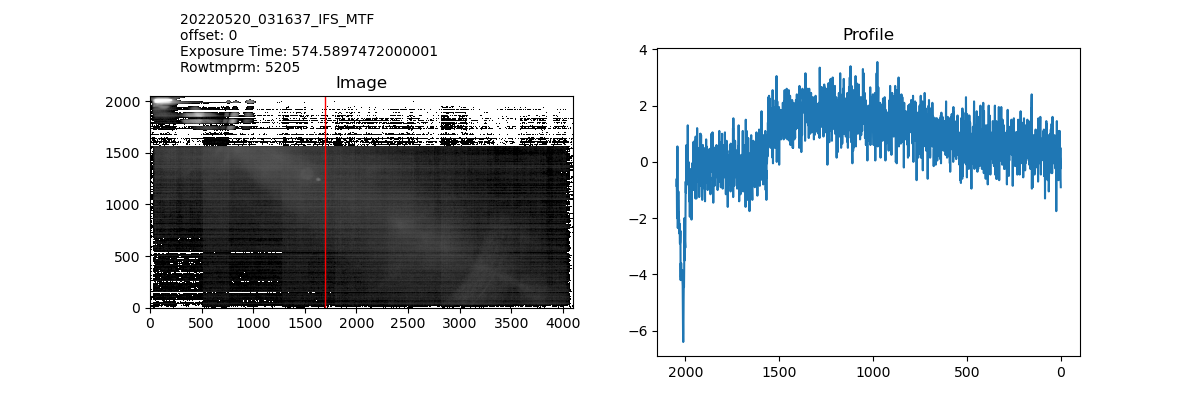 20220520_031637_IFS_MTF
offset: 0
Exposure Time: 574.5897472000001
Rowtmprm: 5205
Image
2000
1500
1000
500
0
0 500 1000 1500 2000 2500 3000 3500 4000
Profile
4
2
0
−2
−4
−6
2000 1500 1000 500 0